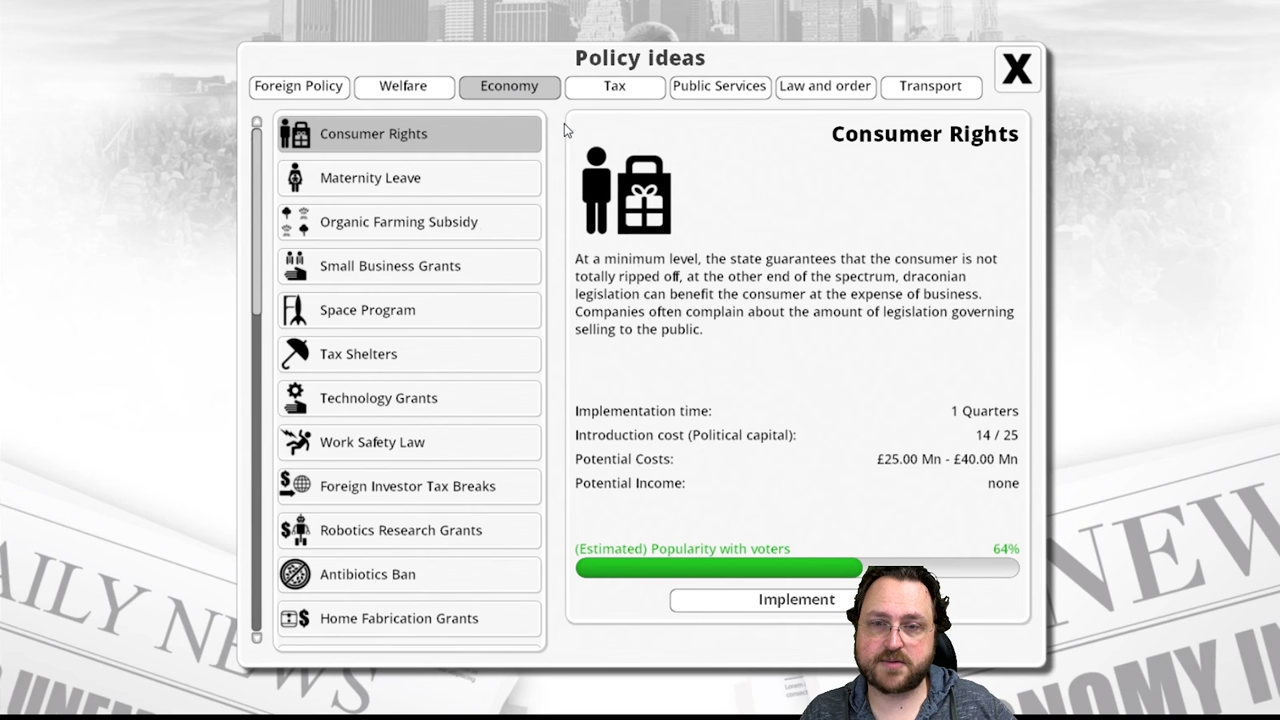 Policy ideas
X
Foreign Policy
Welfare
Economy
Tax
Public Services
Law and order
Transport
Consumer Rights
Maternity Leave
Organic Farming Subsidy
Small Business Grants
Space Program
Tax Shelters
Technology Grants
Work Safety Law
Foreign Investor Tax Breaks
Robotics Research Grants
Antibiotics Ban
Home Fabrication Grants
Consumer Rights
At a minimum level, the state guarantees that the consumer is not
totally ripped off, at the other end of the spectrum, draconian
legislation can benefit the consumer at the expense of business.
Companies often complain about the amount of legislation governing
selling to the public.
Implementation time: 1 Quarters
Introduction cost (Political capital): 14 / 25
Potential Costs: £25.00 Mn - £40.00 Mn
Potential Income: none
(Estimated) Popularity with voters 64%
Implement
AILY NEWS
NEW